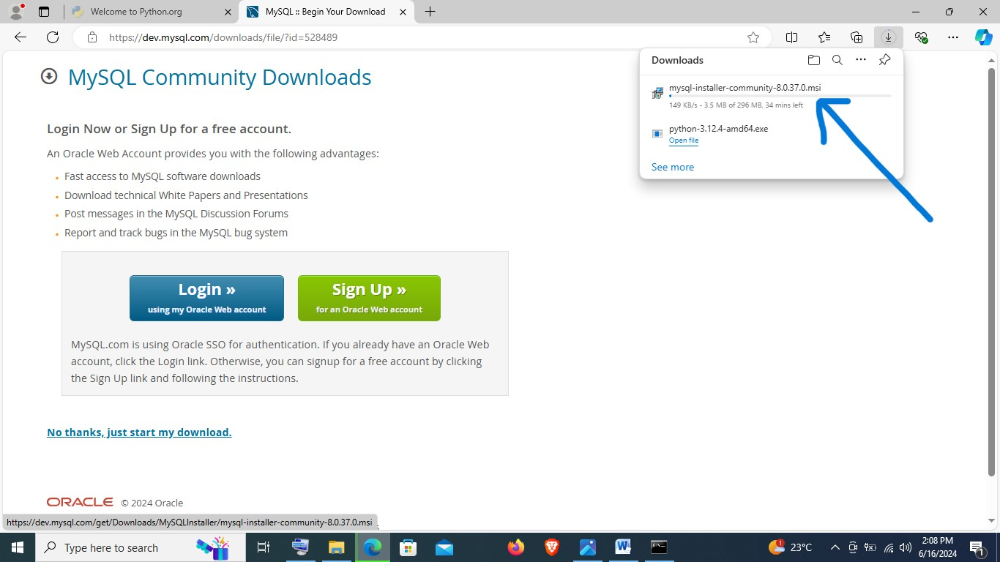 Welcome to Python.org
MySQL :: Begin Your Download
https://dev.mysql.com/downloads/file/?id=528489
Downloads
mysql-installer-community-8.0.37.0.msi
149 KB/s - 3.5 MB of 296 MB, 34 mins left
python-3.12.4-amd64.exe
Open file
See more
MySQL Community Downloads
Login Now or Sign Up for a free account.
An Oracle Web Account provides you with the following advantages:
Fast access to MySQL software downloads
Download technical White Papers and Presentations
Post messages in the MySQL Discussion Forums
Report and track bugs in the MySQL bug system
Login »
using my Oracle Web account
Sign Up »
for an Oracle Web account
MySQL.com is using Oracle SSO for authentication. If you already have an Oracle Web
account, click the Login link. Otherwise, you can signup for a free account by clicking
the Sign Up link and following the instructions.
No thanks, just start my download.
ORACLE © 2024 Oracle
https://dev.mysql.com/get/Downloads/MySQLInstaller/mysql-installer-community-8.0.37.0.msi
Type here to search
1
23°C
2:08 PM
6/16/2024
1